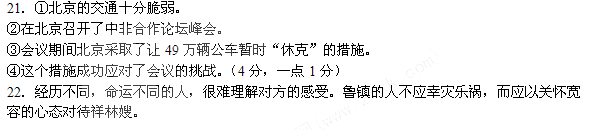 21．①北京的交通十分脆弱。
②在北京召开了中非合作论坛峰会。
③会议期间北京采取了让 49 万辆公车暂时“休克”的措施。
④这个措施成功应对了会议的挑战。（4 分，一点 1 分）
22．经历不同，命运不同的人，很难理解对方的感受。鲁镇的人不应幸灾乐祸，而应以关怀宽
容的心态对待祥林嫂。